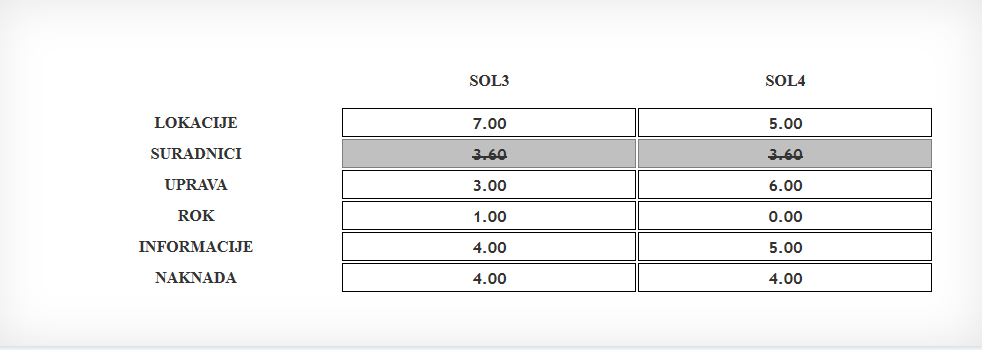 SOL3 SOL4
LOKACIJE 7.00 5.00
SURADNICI 3.60 3.60
UPRAVA 3.00 6.00
ROK 1.00 0.00
INFORMACIJE 4.00 5.00
NAKNADA 4.00 4.00